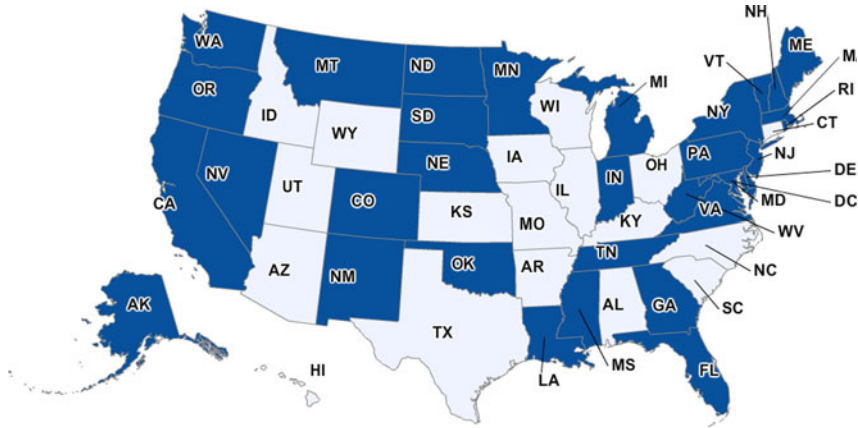 NH
ME
WA
MT
ND
MN
VT
MA
MI
OR
RI
ID
WI
NY
SD
CT
WY
PA
NJ
IA
OH
NE
DE
NV
IN
UT
IL
CO
MD
DC
CA
VA
KS
MO
KY
WV
TN
OK
NC
AZ
NM
AR
AK
SC
AL
GA
TX
MS
HI
FL
LA